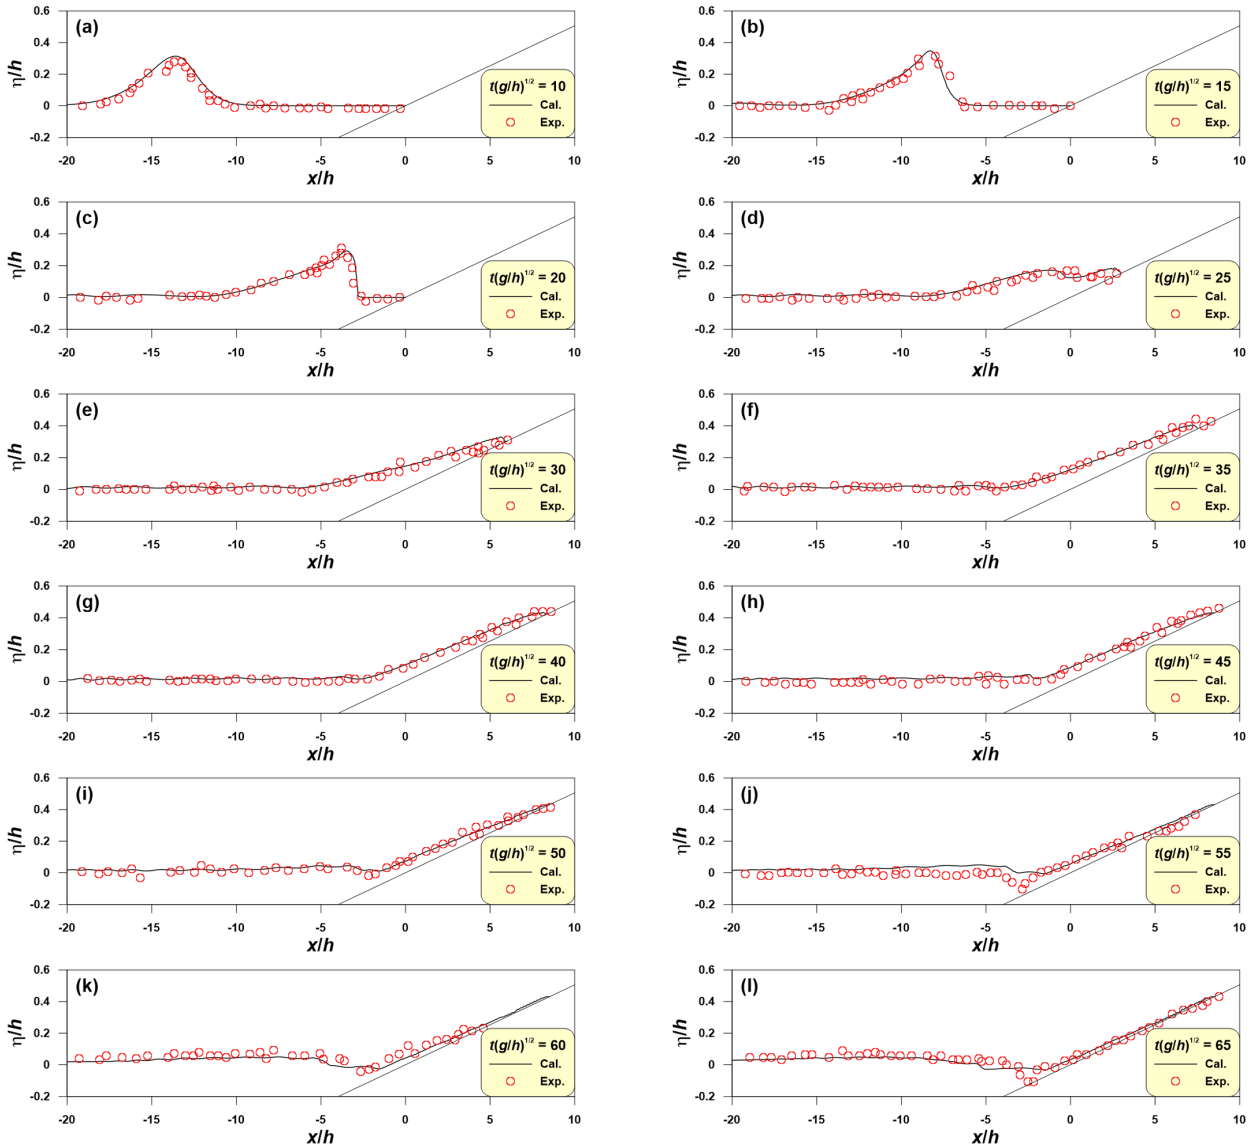 (a)
0.6
0.4
0.2
0
-0.2
η/h
t(g/h)^1/2 = 10
Cal.
Exp.
-20 -15 -10 -5 0 5 10
x/h
(b)
0.6
0.4
0.2
0
-0.2
η/h
t(g/h)^1/2 = 15
Cal.
Exp.
-20 -15 -10 -5 0 5 10
x/h
(c)
0.6
0.4
0.2
0
-0.2
η/h
t(g/h)^1/2 = 20
Cal.
Exp.
-20 -15 -10 -5 0 5 10
x/h
(d)
0.6
0.4
0.2
0
-0.2
η/h
t(g/h)^1/2 = 25
Cal.
Exp.
-20 -15 -10 -5 0 5 10
x/h
(e)
0.6
0.4
0.2
0
-0.2
η/h
t(g/h)^1/2 = 30
Cal.
Exp.
-20 -15 -10 -5 0 5 10
x/h
(f)
0.6
0.4
0.2
0
-0.2
η/h
t(g/h)^1/2 = 35
Cal.
Exp.
-20 -15 -10 -5 0 5 10
x/h
(g)
0.6
0.4
0.2
0
-0.2
η/h
t(g/h)^1/2 = 40
Cal.
Exp.
-20 -15 -10 -5 0 5 10
x/h
(h)
0.6
0.4
0.2
0
-0.2
η/h
t(g/h)^1/2 = 45
Cal.
Exp.
-20 -15 -10 -5 0 5 10
x/h
(i)
0.6
0.4
0.2
0
-0.2
η/h
t(g/h)^1/2 = 50
Cal.
Exp.
-20 -15 -10 -5 0 5 10
x/h
(j)
0.6
0.4
0.2
0
-0.2
η/h
t(g/h)^1/2 = 55
Cal.
Exp.
-20 -15 -10 -5 0 5 10
x/h
(k)
0.6
0.4
0.2
0
-0.2
η/h
t(g/h)^1/2 = 60
Cal.
Exp.
-20 -15 -10 -5 0 5 10
x/h
(l)
0.6
0.4
0.2
0
-0.2
η/h
t(g/h)^1/2 = 65
Cal.
Exp.
-20 -15 -10 -5 0 5 10
x/h